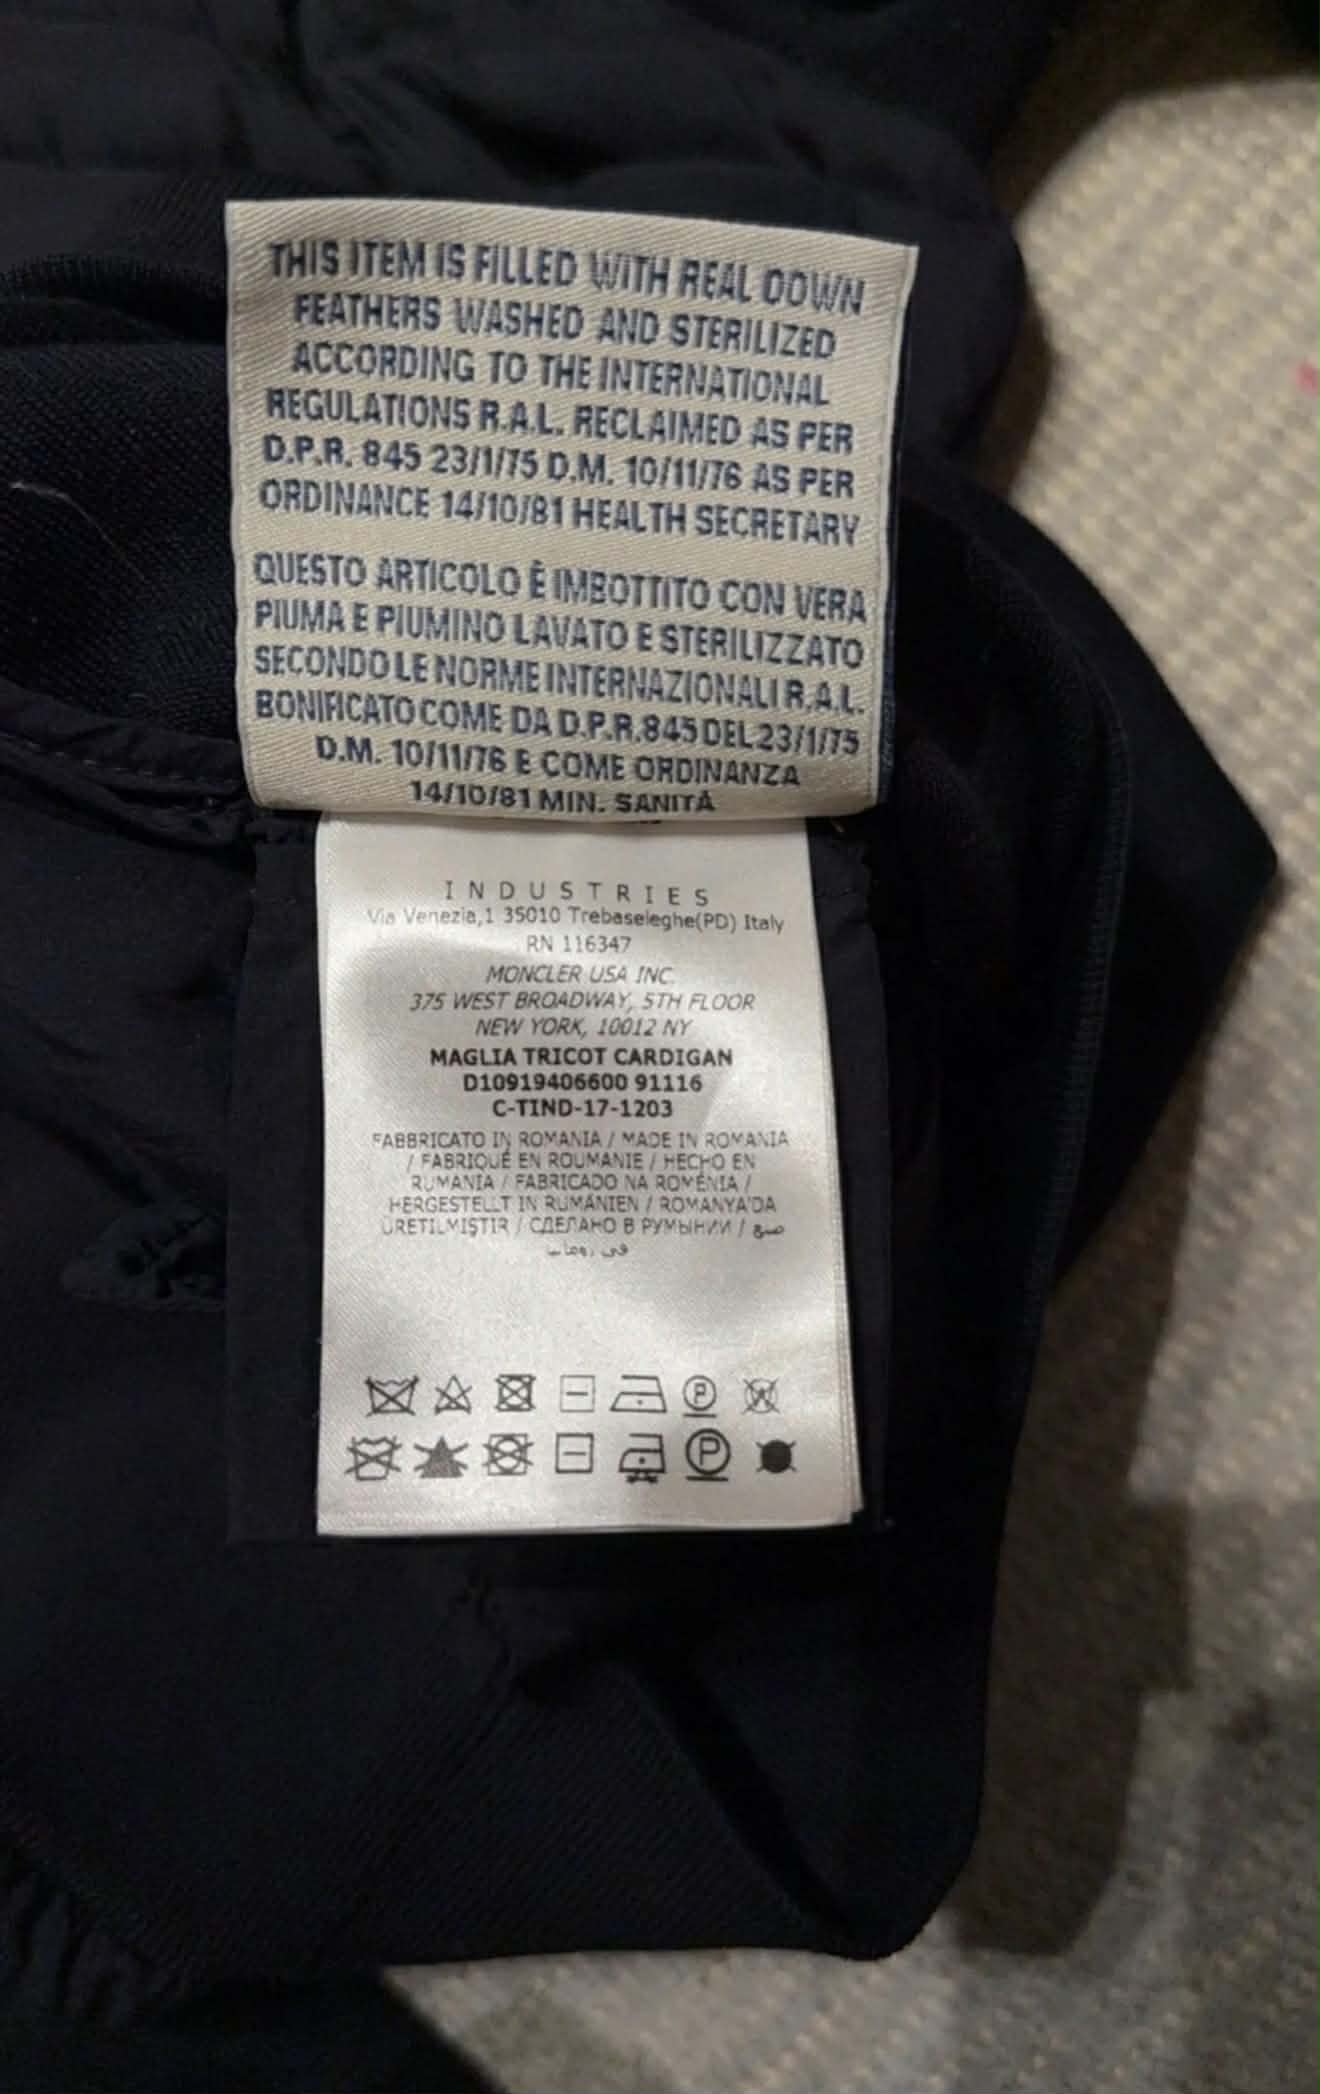 THIS ITEM IS FILLED WITH REAL DOWN
FEATHERS WASHED AND STERILIZED
ACCORDING TO THE INTERNATIONAL
REGULATIONS R.A.L. RECLAIMED AS PER
D.P.R. 845 23/1/75 D.M. 10/11/76 AS PER
ORDINANCE 14/10/81 HEALTH SECRETARY
QUESTO ARTICOLO È IMBOTTITO CON VERA
PIUMA E PIUMINO LAVATO E STERILIZZATO
SECONDO LE NORME INTERNAZIONALI R.A.L.
BONIFICATO COME DA D.P.R.845 DEL 23/1/75
D.M. 10/11/76 E COME ORDINANZA
14/10/81 MIN. SANITÀ
INDUSTRIES
Via Venezia,1 35010 Trebaseleghe(PD) Italy
RN 116347
MONCLER USA INC.
375 WEST BROADWAY, 5TH FLOOR
NEW YORK, 10012 NY
MAGLIA TRICOT CARDIGAN
D10919406600 91116
C-TIND-17-1203
FABBRICATO IN ROMANIA / MADE IN ROMANIA
/ FABRIQUÉ EN ROUMANIE / HECHO EN
RUMANIA / FABRICADO NA ROMÉNIA /
HERGESTELLT IN RUMÄNIEN / ROMANYA'DA
ÜRETILMIŞTIR / СДЕЛАНО В РУМЫНИИ / صنع
في رومانيا
P W
P